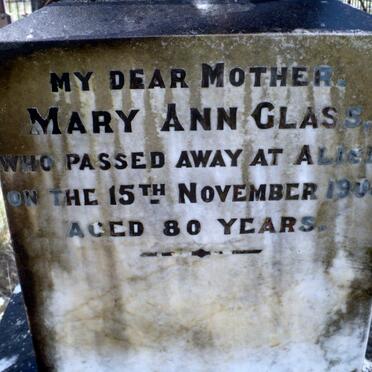 MY DEAR MOTHER.
MARY ANN GLASS,
WHO PASSED AWAY AT
ON THE 15TH NOVEMBER
AGED 80 YEARS.